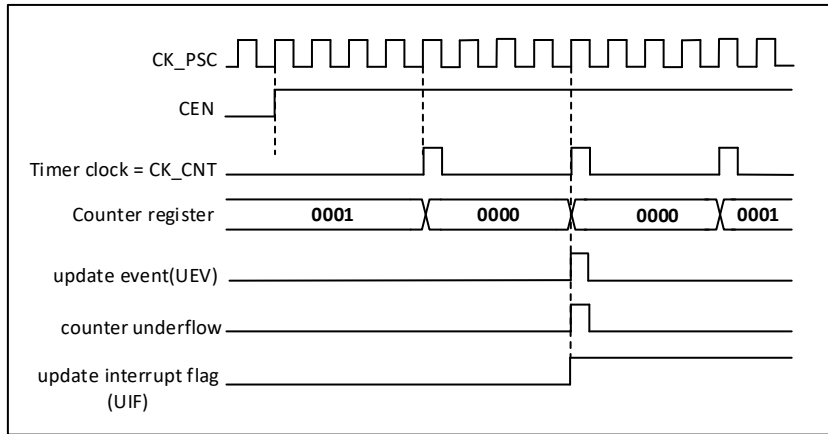 CK_PSC
CEN
Timer clock = CK_CNT
Counter register
0001
0000
0000
0001
update event(UEV)
counter underflow
update interrupt flag
(UIF)